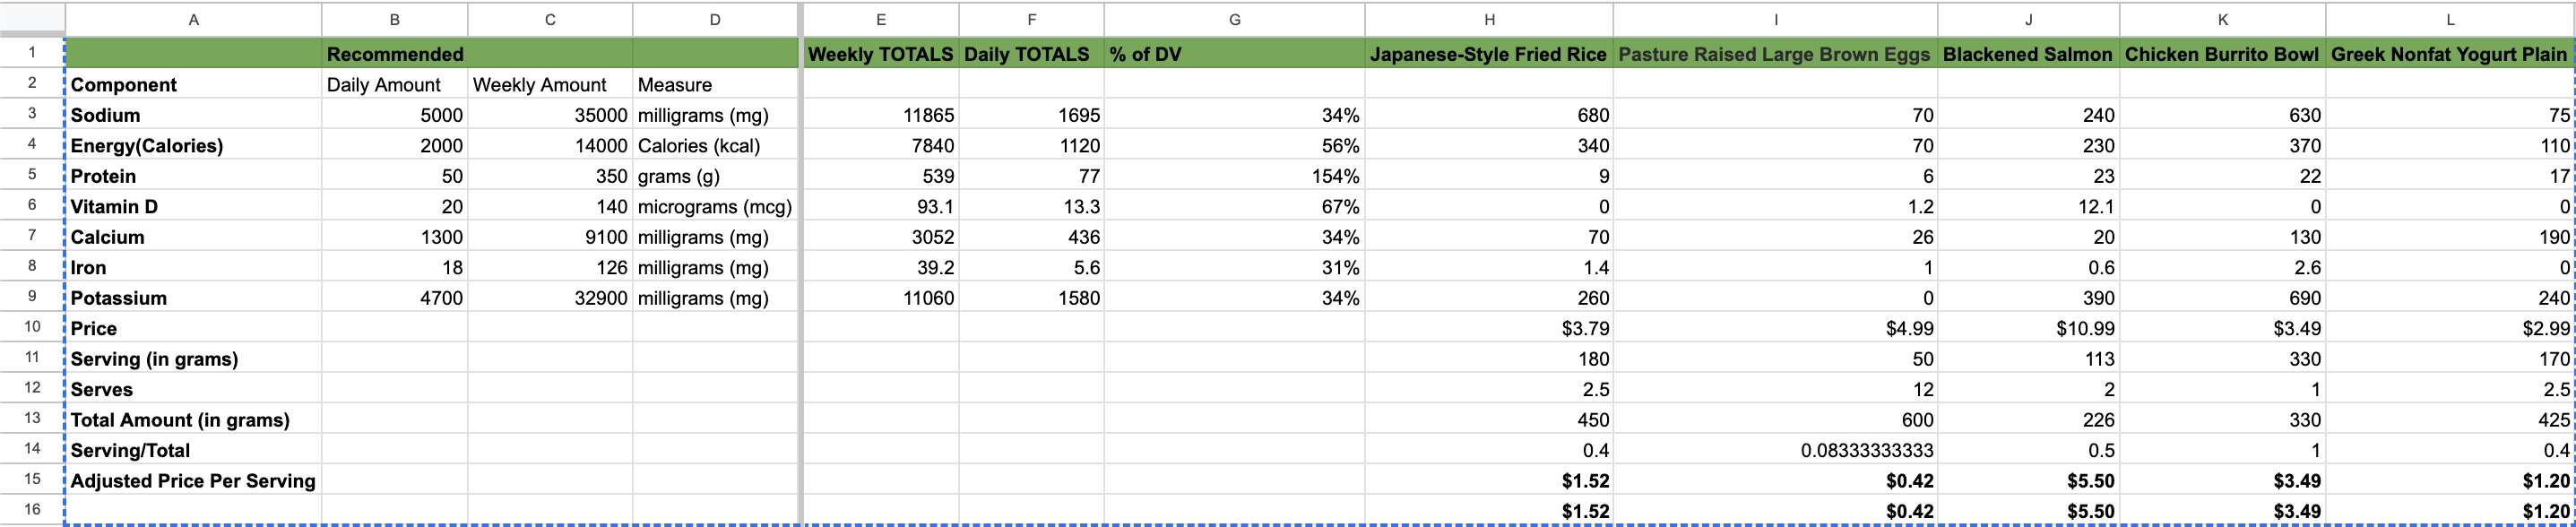 A B C D E F G H I J K L
1 Recommended Weekly TOTALS Daily TOTALS % of DV Japanese-Style Fried Rice Pasture Raised Large Brown Eggs Blackened Salmon Chicken Burrito Bowl Greek Nonfat Yogurt Plain
2 Component Daily Amount Weekly Amount Measure
3 Sodium 5000 35000 milligrams (mg) 11865 1695 34% 680 70 240 630 75
4 Energy(Calories) 2000 14000 Calories (kcal) 7840 1120 56% 340 70 230 370 110
5 Protein 50 350 grams (g) 539 77 154% 9 6 23 22 17
6 Vitamin D 20 140 micrograms (mcg) 93.1 13.3 67% 0 1.2 12.1 0 0
7 Calcium 1300 9100 milligrams (mg) 3052 436 34% 70 26 20 130 190
8 Iron 18 126 milligrams (mg) 39.2 5.6 31% 1.4 1 0.6 2.6 0
9 Potassium 4700 32900 milligrams (mg) 11060 1580 34% 260 0 390 690 240
10 Price $3.79 $4.99 $10.99 $3.49 $2.99
11 Serving (in grams) 180 50 113 330 170
12 Serves 2.5 12 2 1 2.5
13 Total Amount (in grams) 450 600 226 330 425
14 Serving/Total 0.4 0.08333333333 0.5 1 0.4
15 Adjusted Price Per Serving $1.52 $0.42 $5.50 $3.49 $1.20
16 $1.52 $0.42 $5.50 $3.49 $1.20